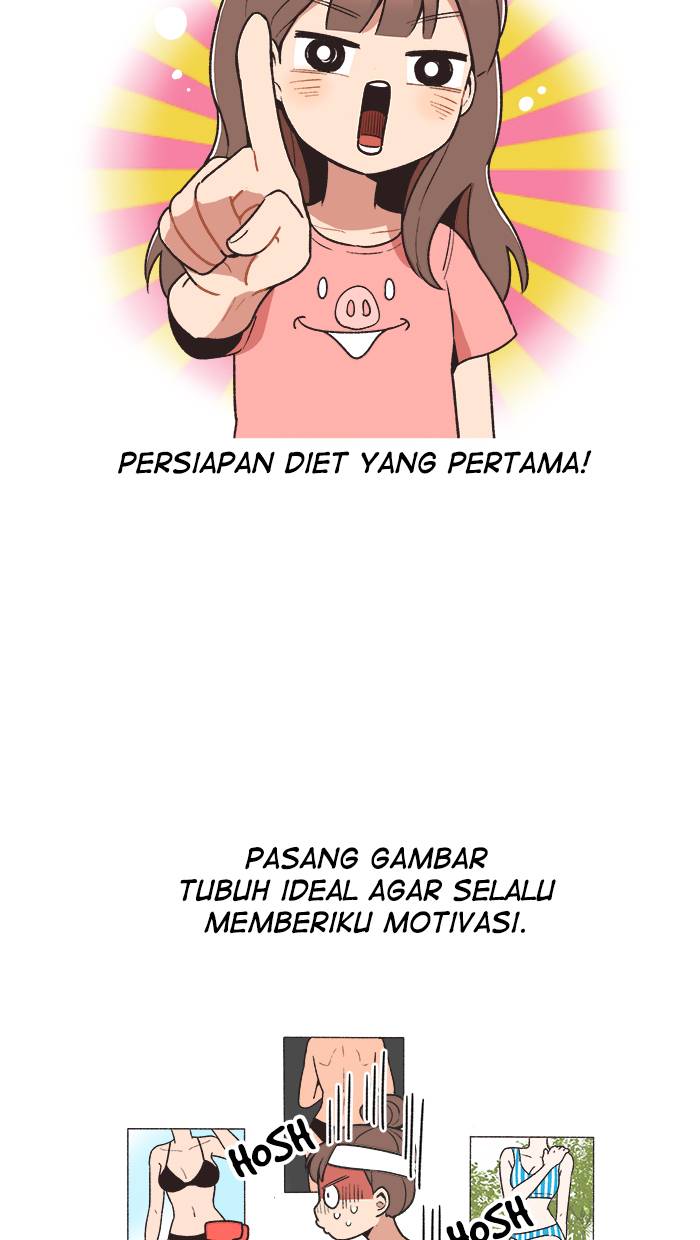 PERSIAPAN DIET YANG PERTAMA!
PASANG GAMBAR
TUBUH IDEAL AGAR SELALU
MEMBERIKU MOTIVASI.
HOSH
HOSH